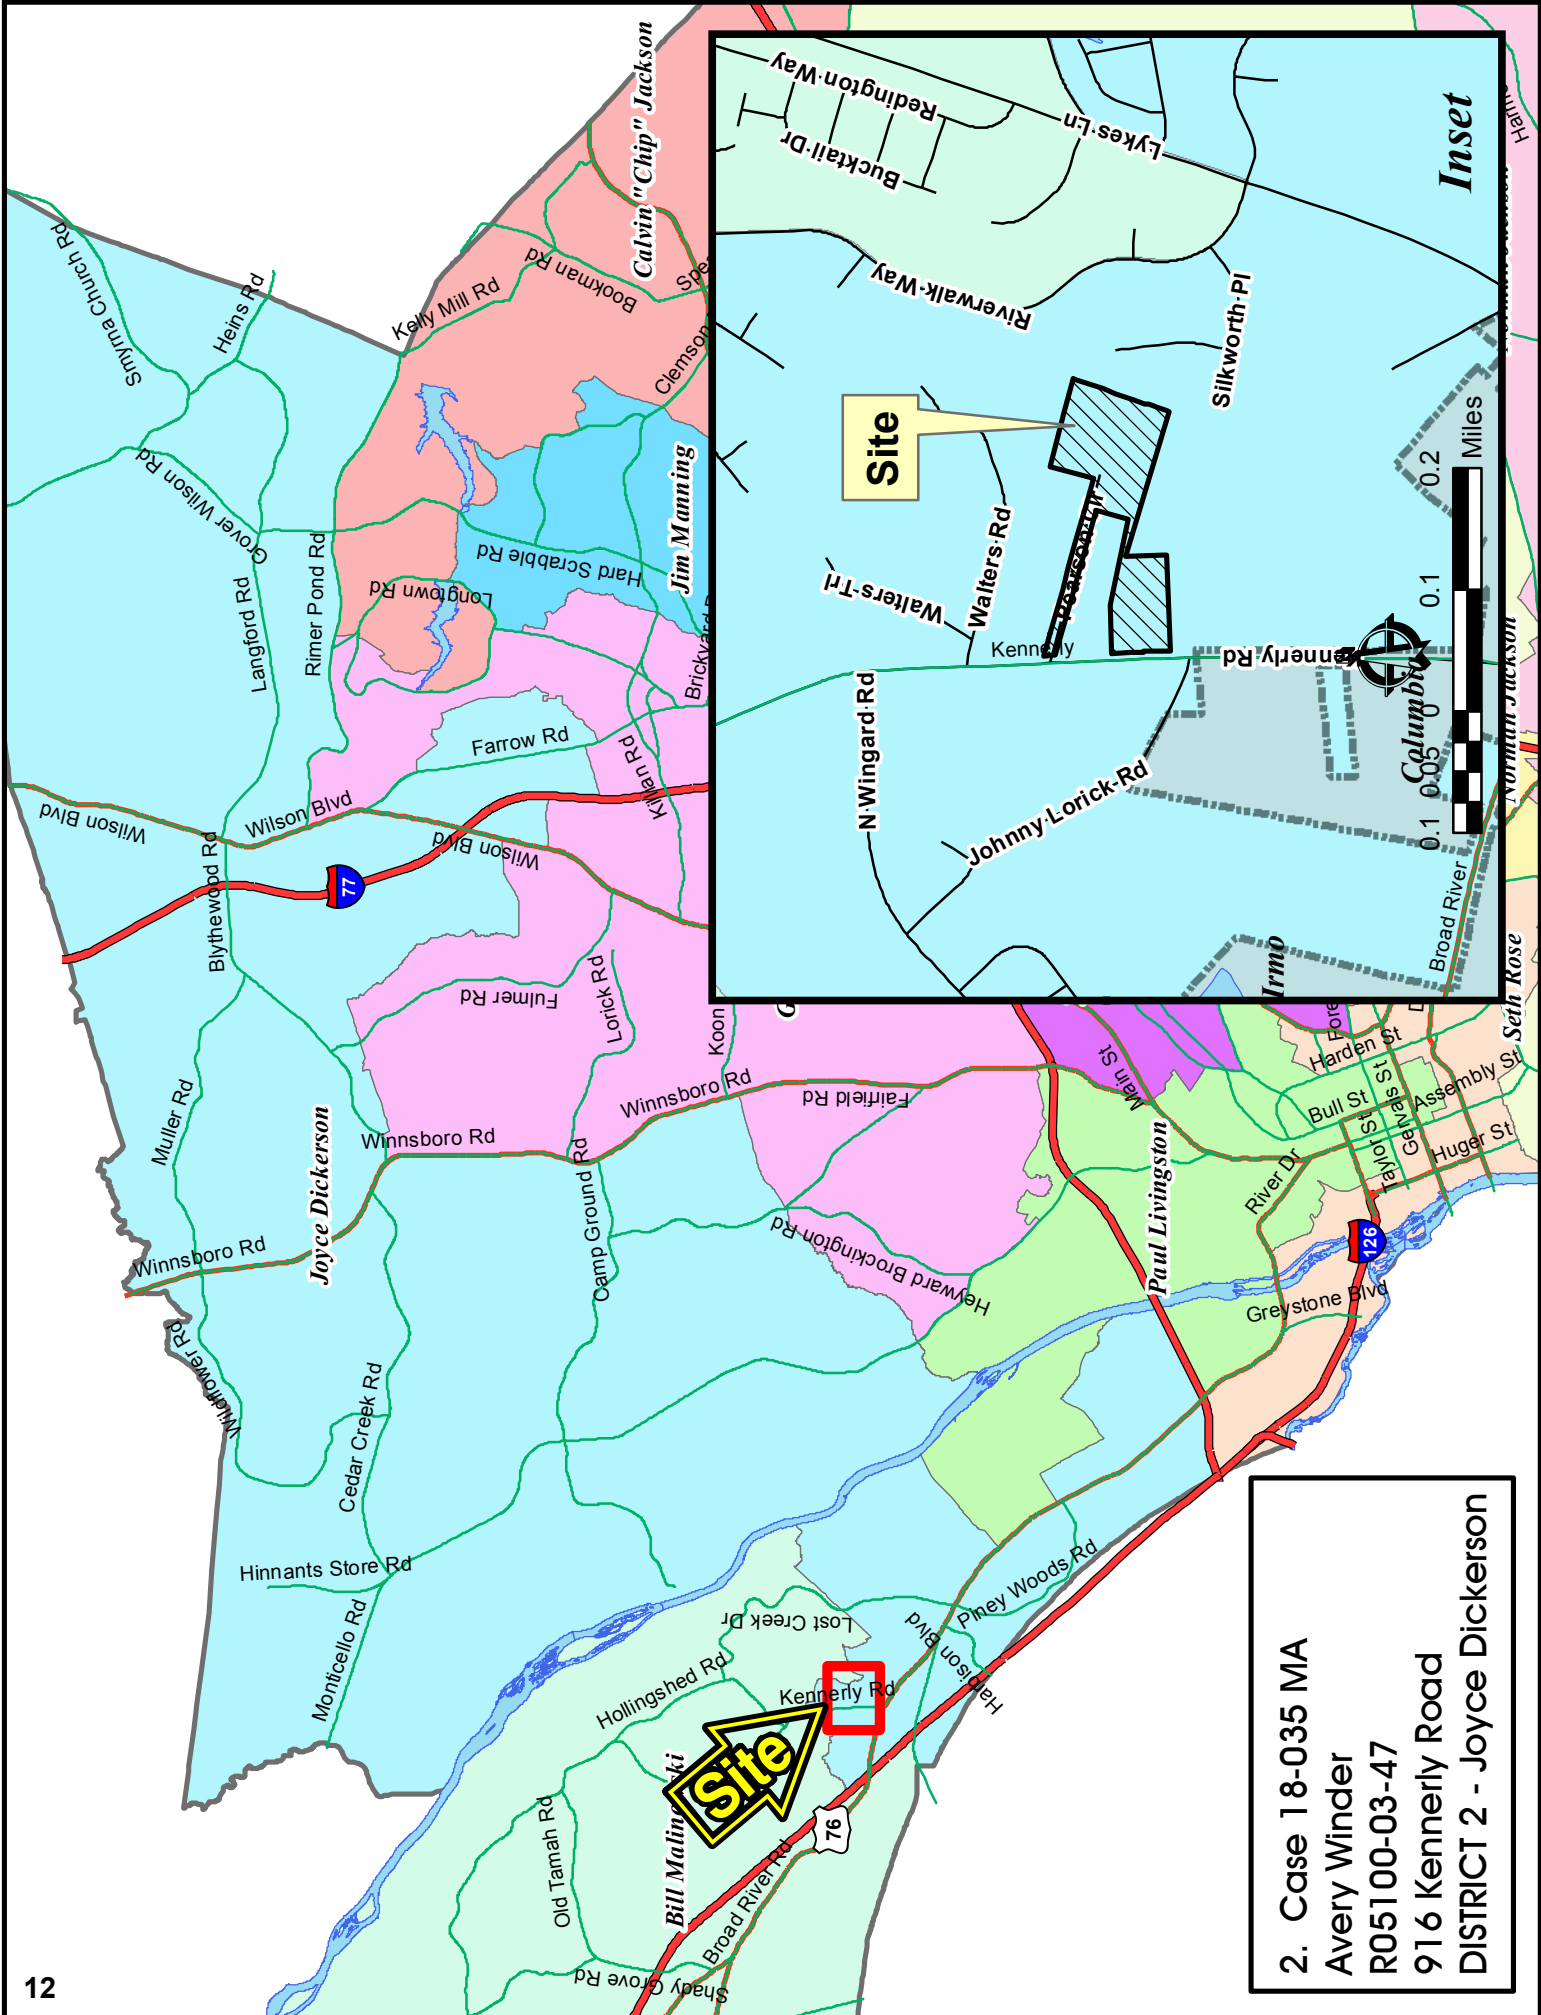 12
Smyrna Church Rd
Heins Rd
Kelly Mill Rd
Bookman Rd
Calvin "Chip" Jackson
Clemson
Grover Wilson Rd
Langford Rd
Rimer Pond Rd
Longtown Rd
Hard Scrabble Rd
Jim Manning
Farrow Rd
Killian Rd
Wilson Blvd
Wilson Blvd
Wilson Blvd
77
Blythewood Rd
Fulmer Rd
Lorick Rd
Koon
Muller Rd
Joyce Dickerson
Winnsboro Rd
Winnsboro Rd
Winnsboro Rd
Fairfield Rd
Camp Ground Rd
Heyward Brockington Rd
Wildflower Rd
Cedar Creek Rd
Hinnants Store Rd
Monticello Rd
Main St
Paul Livingston
River Dr
Bull St
Harden St
Taylor St
Gervais St
Assembly St
Huger St
Seth Rose
126
Greystone Blvd
Piney Woods Rd
Harbison Blvd
Lost Creek Dr
Hollingshed Rd
Kennerly Rd
Site
Bill Malinowski
76
Old Tamah Rd
Broad River Rd
Shady Grove Rd
Norman Jackson
Broad River
Inset
Redington Way
Bucktail Dr
Lykes Ln
Riverwalk Way
Silkworth Pl
Site
Walters Trl
Walters Rd
Kennerly
N Wingard Rd
Johnny Lorick Rd
Columbia
Irmo
0.1 0.05 0 0.1 0.2
Miles
2. Case 18-035 MA
Avery Winder
R05100-03-47
916 Kennerly Road
DISTRICT 2 - Joyce Dickerson